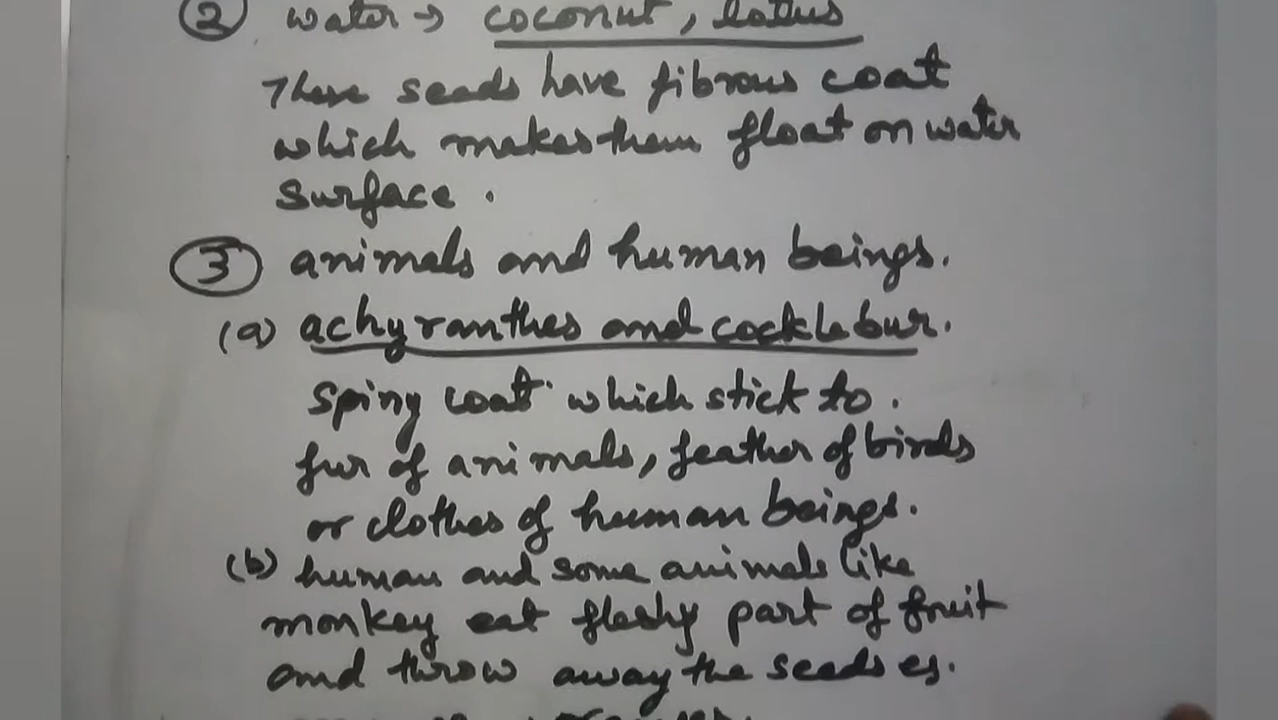 ② water → coconut, lotus
These seeds have fibrous coat
which makes them float on water
surface.
③ animals and human beings.
(a) achyranthes and cocklebur.
Spiny coat which stick to.
fur of animals, feather of birds
or clothes of human beings.
(b) human and some animals like
monkey eat fleshy part of fruit
and throw away the seeds eg.